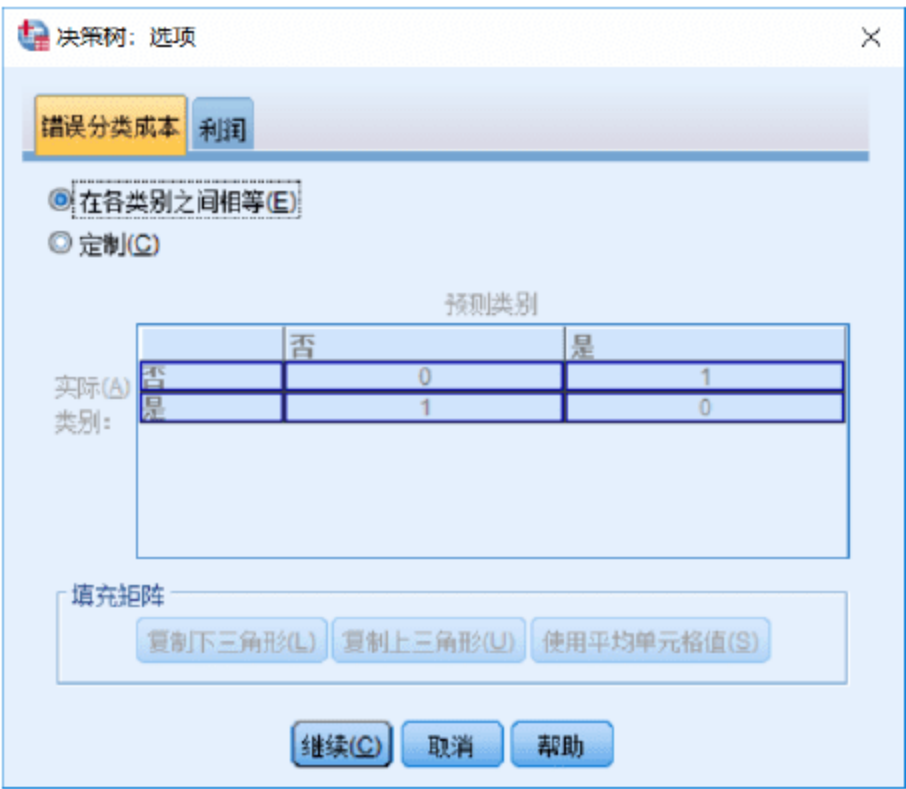 决策树：选项
错误分类成本 利润
在各类别之间相等(E)
定制(C)
预测类别
否 是
实际(A)
类别：
否 0 1
是 1 0
填充矩阵
复制下三角形(L) 复制上三角形(U) 使用平均单元格值(S)
继续(C) 取消 帮助